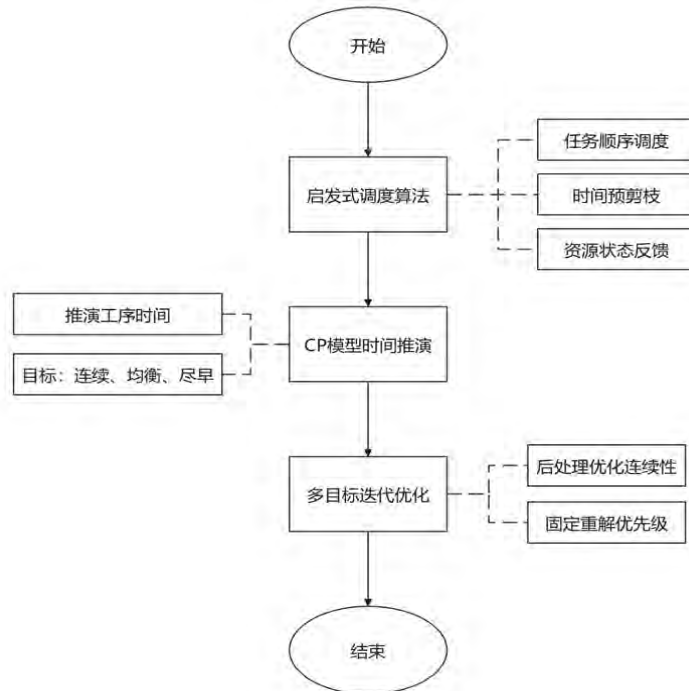 开始
启发式调度算法
任务顺序调度
时间预剪枝
资源状态反馈
推演工序时间
目标：连续、均衡、尽早
CP模型时间推演
多目标迭代优化
后处理优化连续性
固定重解优先级
结束